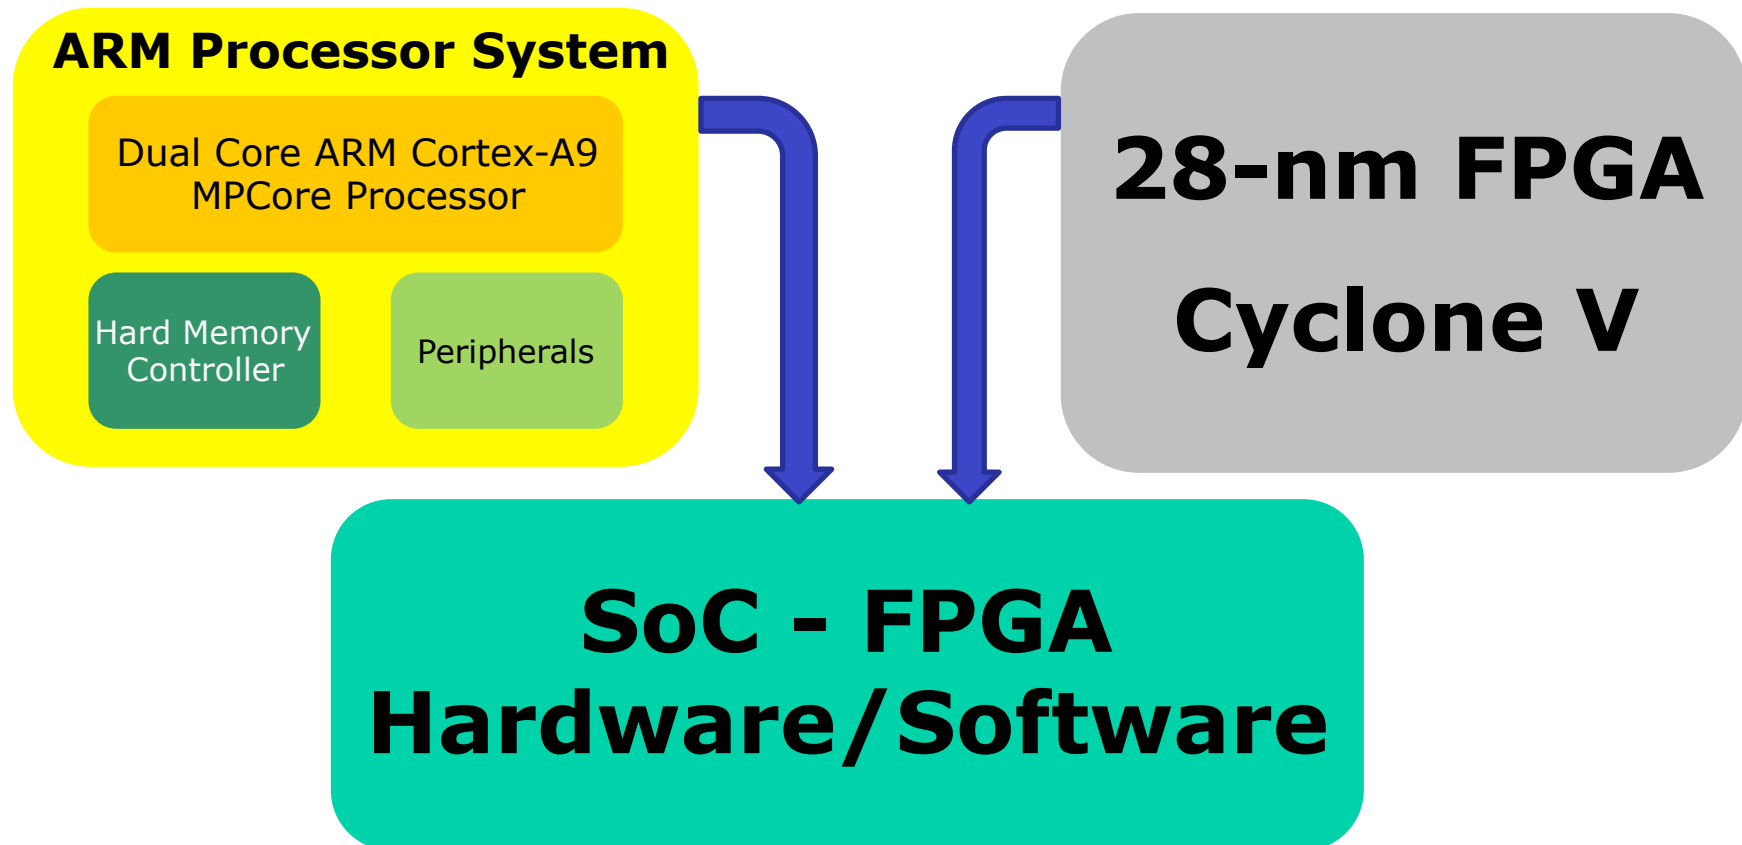 ARM Processor System
Dual Core ARM Cortex-A9
MPCore Processor
Hard Memory
Controller
Peripherals
28-nm FPGA
Cyclone V
SoC - FPGA
Hardware/Software